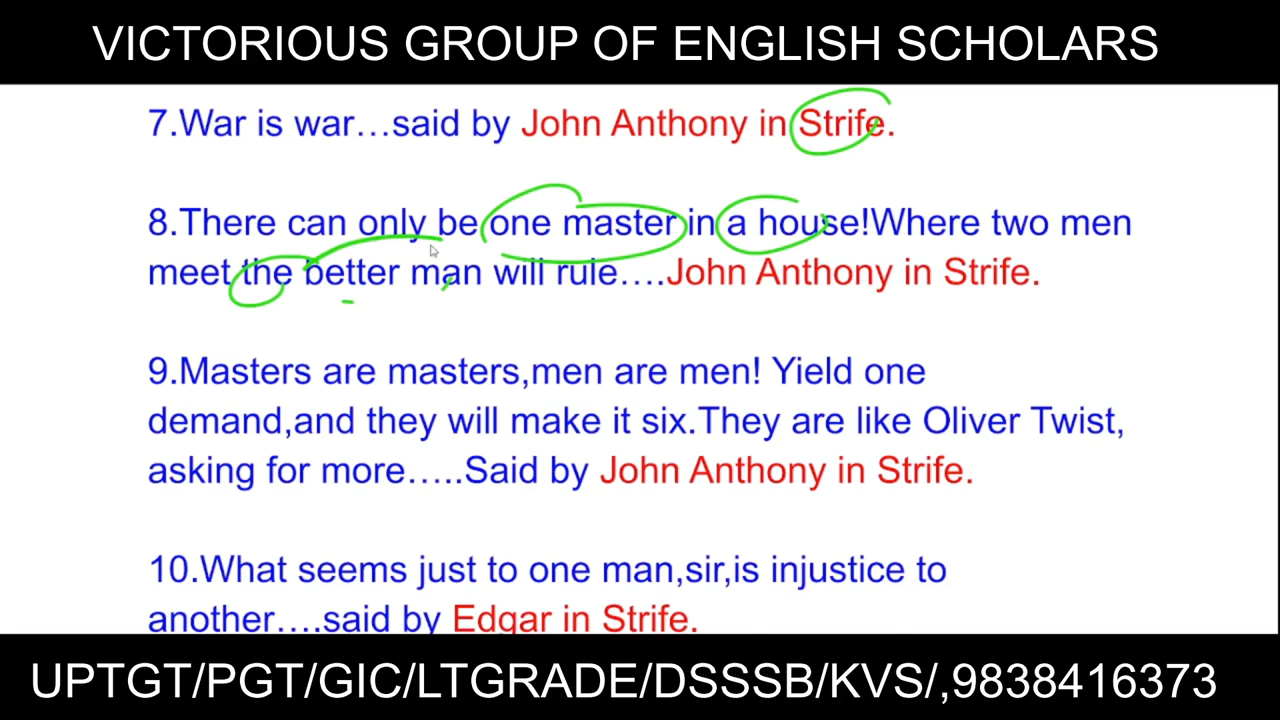 VICTORIOUS GROUP OF ENGLISH SCHOLARS
7.War is war…said by John Anthony in Strife.
8.There can only be one master in a house!Where two men
meet the better man will rule….John Anthony in Strife.
9.Masters are masters,men are men! Yield one
demand,and they will make it six.They are like Oliver Twist,
asking for more…..Said by John Anthony in Strife.
10.What seems just to one man,sir,is injustice to
another….said by Edgar in Strife.
UPTGT/PGT/GIC/LTGRADE/DSSSB/KVS/,9838416373